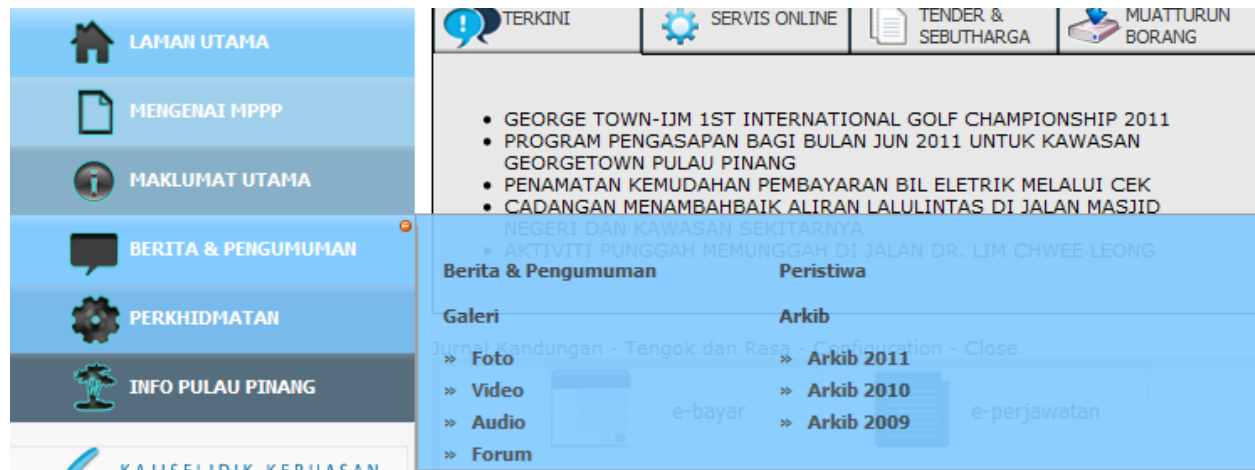 LAMAN UTAMA
MENGENAI MPPP
MAKLUMAT UTAMA
BERITA & PENGUMUMAN
PERKHIDMATAN
INFO PULAU PINANG
KAJISELIDIK KEPUASAN
TERKINI
SERVIS ONLINE
TENDER &
SEBUTHARGA
MUATTURUN
BORANG
• GEORGE TOWN-IJM 1ST INTERNATIONAL GOLF CHAMPIONSHIP 2011
• PROGRAM PENGASAPAN BAGI BULAN JUN 2011 UNTUK KAWASAN
GEORGETOWN PULAU PINANG
• PENAMATAN KEMUDAHAN PEMBAYARAN BIL ELETRIK MELALUI CEK
• CADANGAN MENAMBAHBAIK ALIRAN LALULINTAS DI JALAN MASJID
NEGERI DAN KAWASAN SEKITARNYA
• AKTIVITI PUNGGAH MEMUNGGAH DI JALAN DR. LIM CHWEE LEONG
Berita & Pengumuman
Galeri
» Foto
» Video
» Audio
» Forum
Peristiwa
Arkib
» Arkib 2011
» Arkib 2010
» Arkib 2009
Jurnal Kandungan - Tengok dan Rasa - Configuration - Close
e-bayar
e-perjawatan